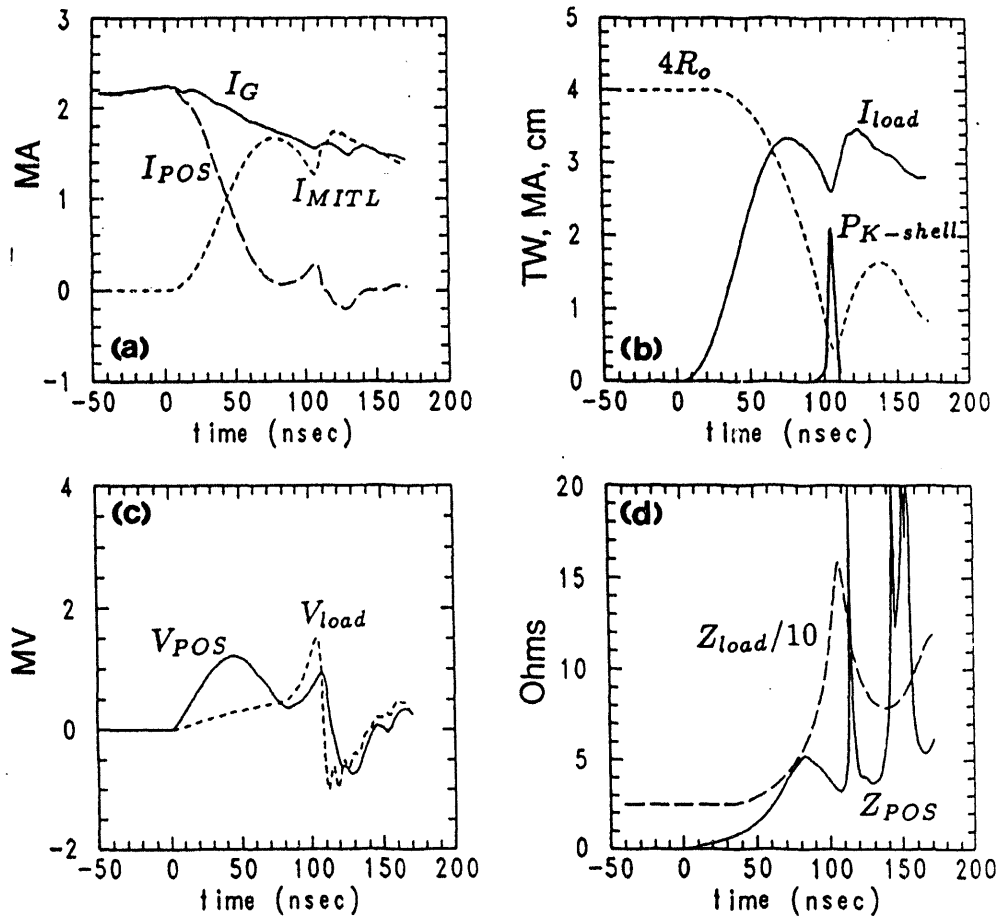 3
2
1
0
-1
MA
I_G
I_POS
I_MITL
(a)
-50 0 50 100 150 200
time (nsec)
5
4
3
2
1
0
TW, MA, cm
4R_o
I_load
P_K-shell
(b)
-50 0 50 100 150 200
time (nsec)
4
2
0
-2
MV
(c)
V_POS
V_load
-50 0 50 100 150 200
time (nsec)
20
15
10
5
0
Ohms
(d)
Z_load/10
Z_POS
-50 0 50 100 150 200
time (nsec)